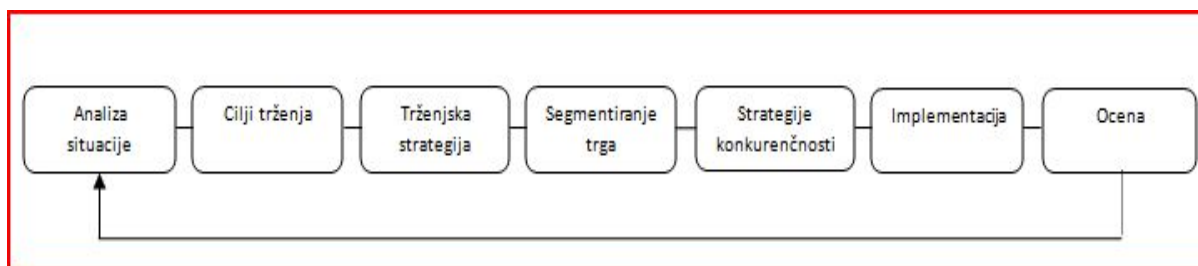 Analiza
situacije
Cilji trženja
Trženjska
strategija
Segmentiranje
trga
Strategije
konkurenčnosti
Implementacija
Ocena